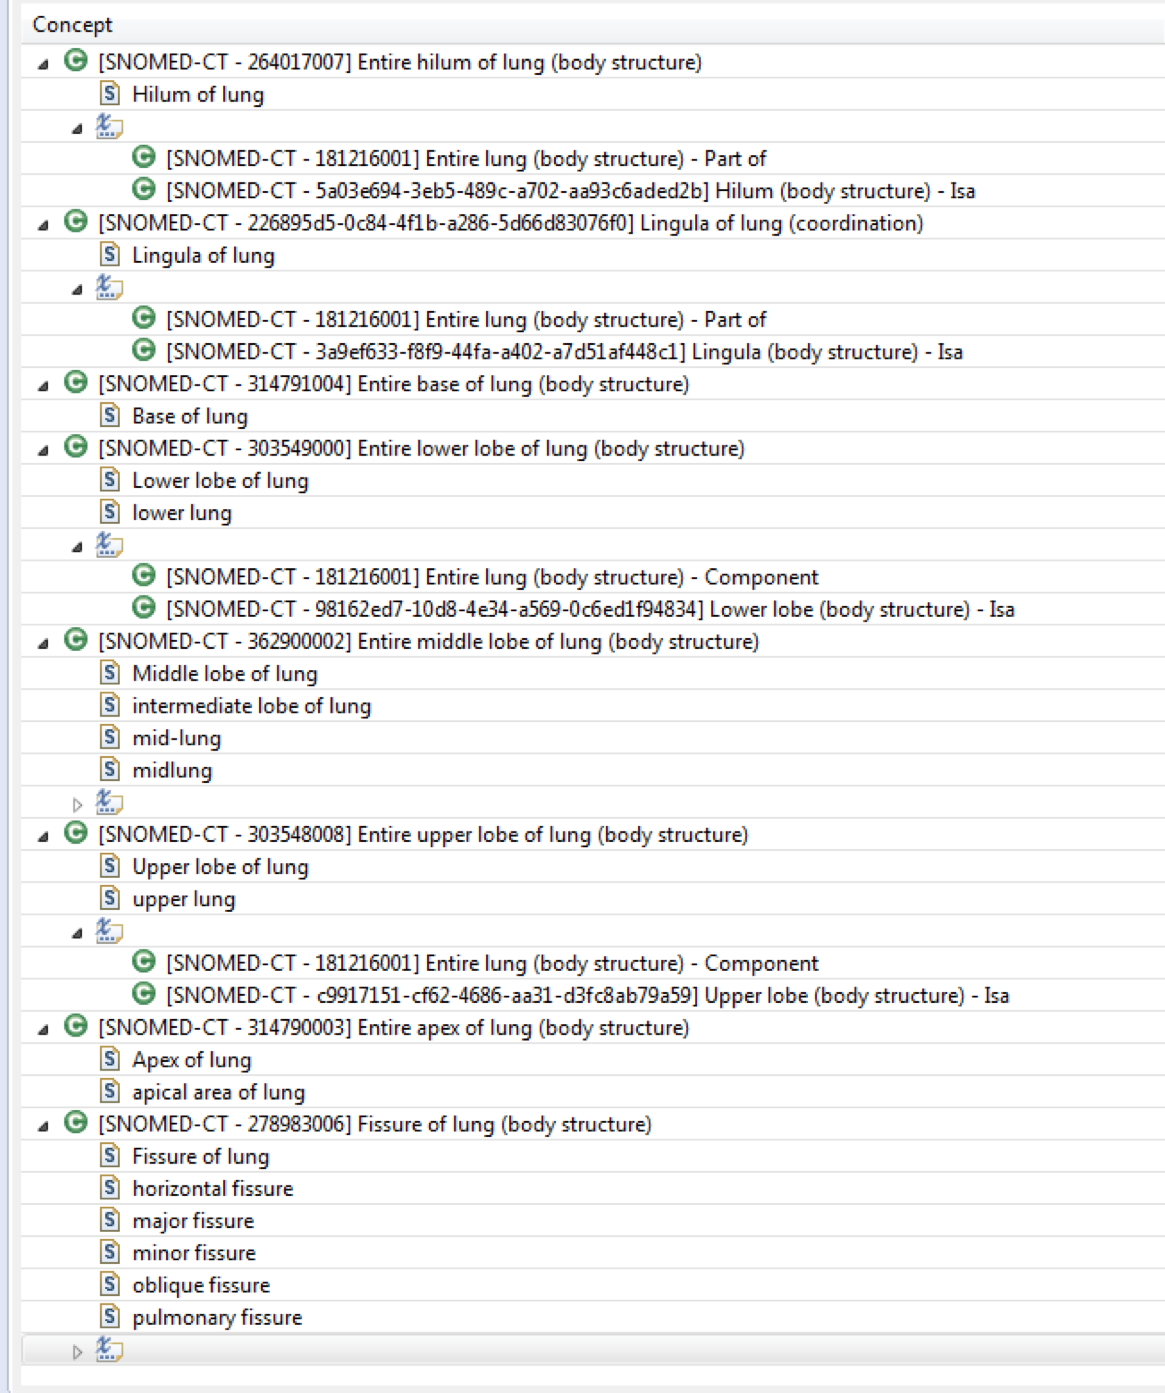 Concept
[SNOMED-CT - 264017007] Entire hilum of lung (body structure)
Hilum of lung
[SNOMED-CT - 181216001] Entire lung (body structure) - Part of
[SNOMED-CT - 5a03e694-3eb5-489c-a702-aa93c6aded2b] Hilum (body structure) - Isa
[SNOMED-CT - 226895d5-0c84-4f1b-a286-5d66d83076f0] Lingula of lung (coordination)
Lingula of lung
[SNOMED-CT - 181216001] Entire lung (body structure) - Part of
[SNOMED-CT - 3a9ef633-f8f9-44fa-a402-a7d51af448c1] Lingula (body structure) - Isa
[SNOMED-CT - 314791004] Entire base of lung (body structure)
Base of lung
[SNOMED-CT - 303549000] Entire lower lobe of lung (body structure)
Lower lobe of lung
lower lung
[SNOMED-CT - 181216001] Entire lung (body structure) - Component
[SNOMED-CT - 98162ed7-10d8-4e34-a569-0c6ed1f94834] Lower lobe (body structure) - Isa
[SNOMED-CT - 362900002] Entire middle lobe of lung (body structure)
Middle lobe of lung
intermediate lobe of lung
mid-lung
midlung
[SNOMED-CT - 303548008] Entire upper lobe of lung (body structure)
Upper lobe of lung
upper lung
[SNOMED-CT - 181216001] Entire lung (body structure) - Component
[SNOMED-CT - c9917151-cf62-4686-aa31-d3fc8ab79a59] Upper lobe (body structure) - Isa
[SNOMED-CT - 314790003] Entire apex of lung (body structure)
Apex of lung
apical area of lung
[SNOMED-CT - 278983006] Fissure of lung (body structure)
Fissure of lung
horizontal fissure
major fissure
minor fissure
oblique fissure
pulmonary fissure